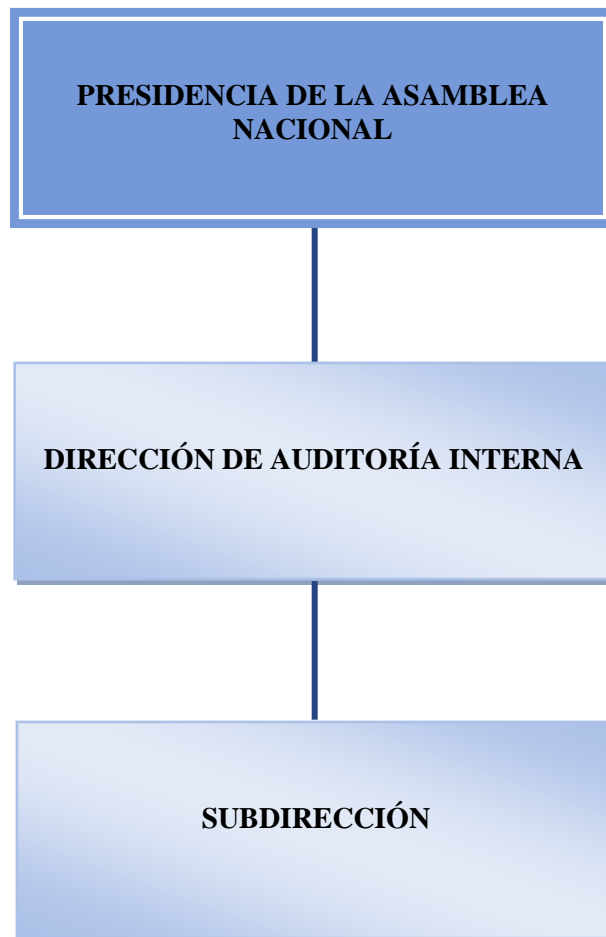 PRESIDENCIA DE LA ASAMBLEA
NACIONAL
DIRECCIÓN DE AUDITORÍA INTERNA
SUBDIRECCIÓN